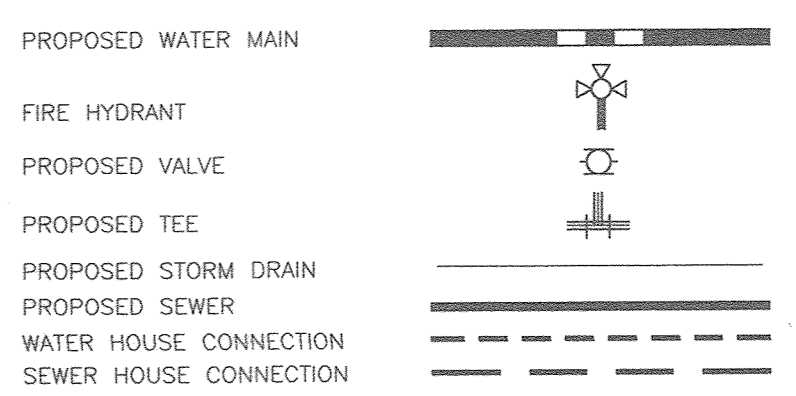 PROPOSED WATER MAIN
FIRE HYDRANT
PROPOSED VALVE
PROPOSED TEE
PROPOSED STORM DRAIN
PROPOSED SEWER
WATER HOUSE CONNECTION
SEWER HOUSE CONNECTION